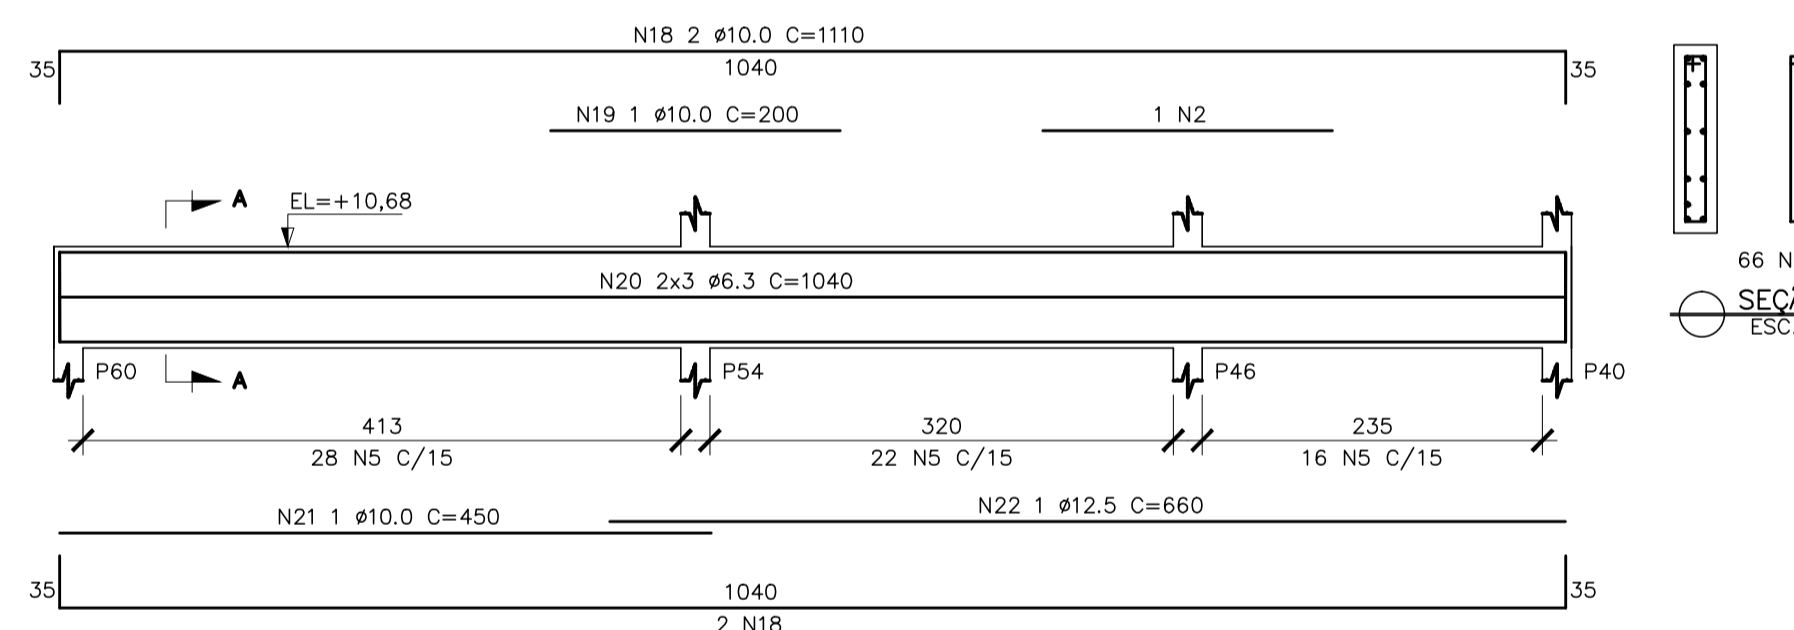 N18 2 ø10.0 C=1110
35
1040
35
N19 1 ø10.0 C=200
1 N2
A
EL=+10,68
N20 2x3 ø6.3 C=1040
66 N
SEÇÃ
ESC.
P60
A
P54
P46
P40
413
320
235
28 N5 C/15
22 N5 C/15
16 N5 C/15
N21 1 ø10.0 C=450
N22 1 ø12.5 C=660
35
1040
35
2 N18